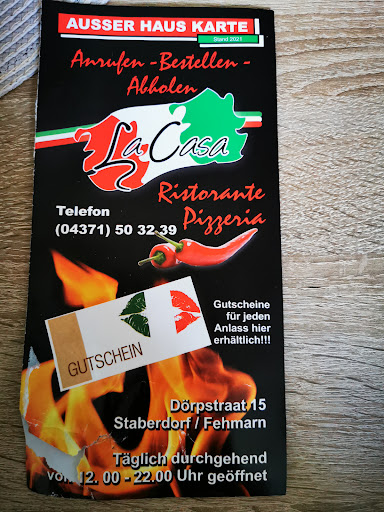 AUSSER HAUS KARTE
Stand 2021
Anrufen -Bestellen -
Abholen
La Casa
Ristorante
Pizzeria
Telefon
(04371) 50 32 39
Gutscheine
für jeden
Anlass hier
erhältlich!!!
GUTSCHEIN
Dörpstraat 15
Staberdorf / Fehmarn
Täglich durchgehend
von 12. 00 - 22.00 Uhr geöffnet